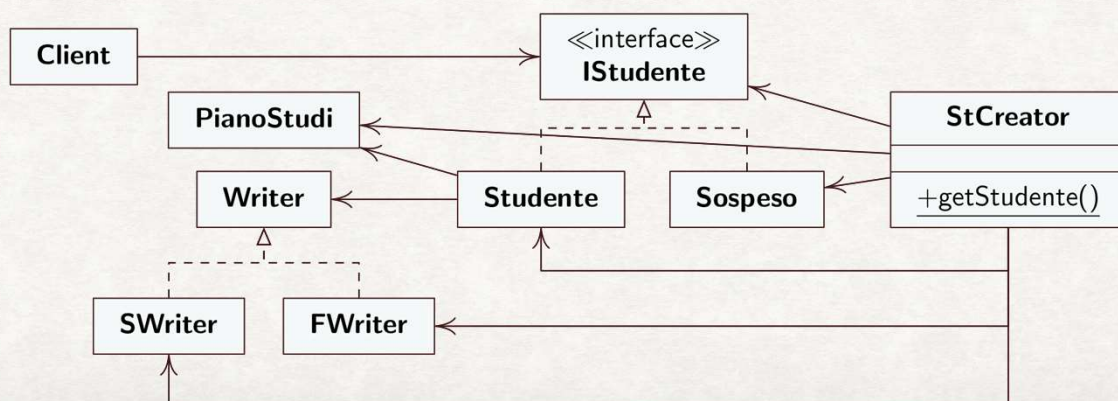 Client
≪interface≫
IStudente
PianoStudi
StCreator
Writer
Studente
Sospeso
+getStudente()
SWriter
FWriter